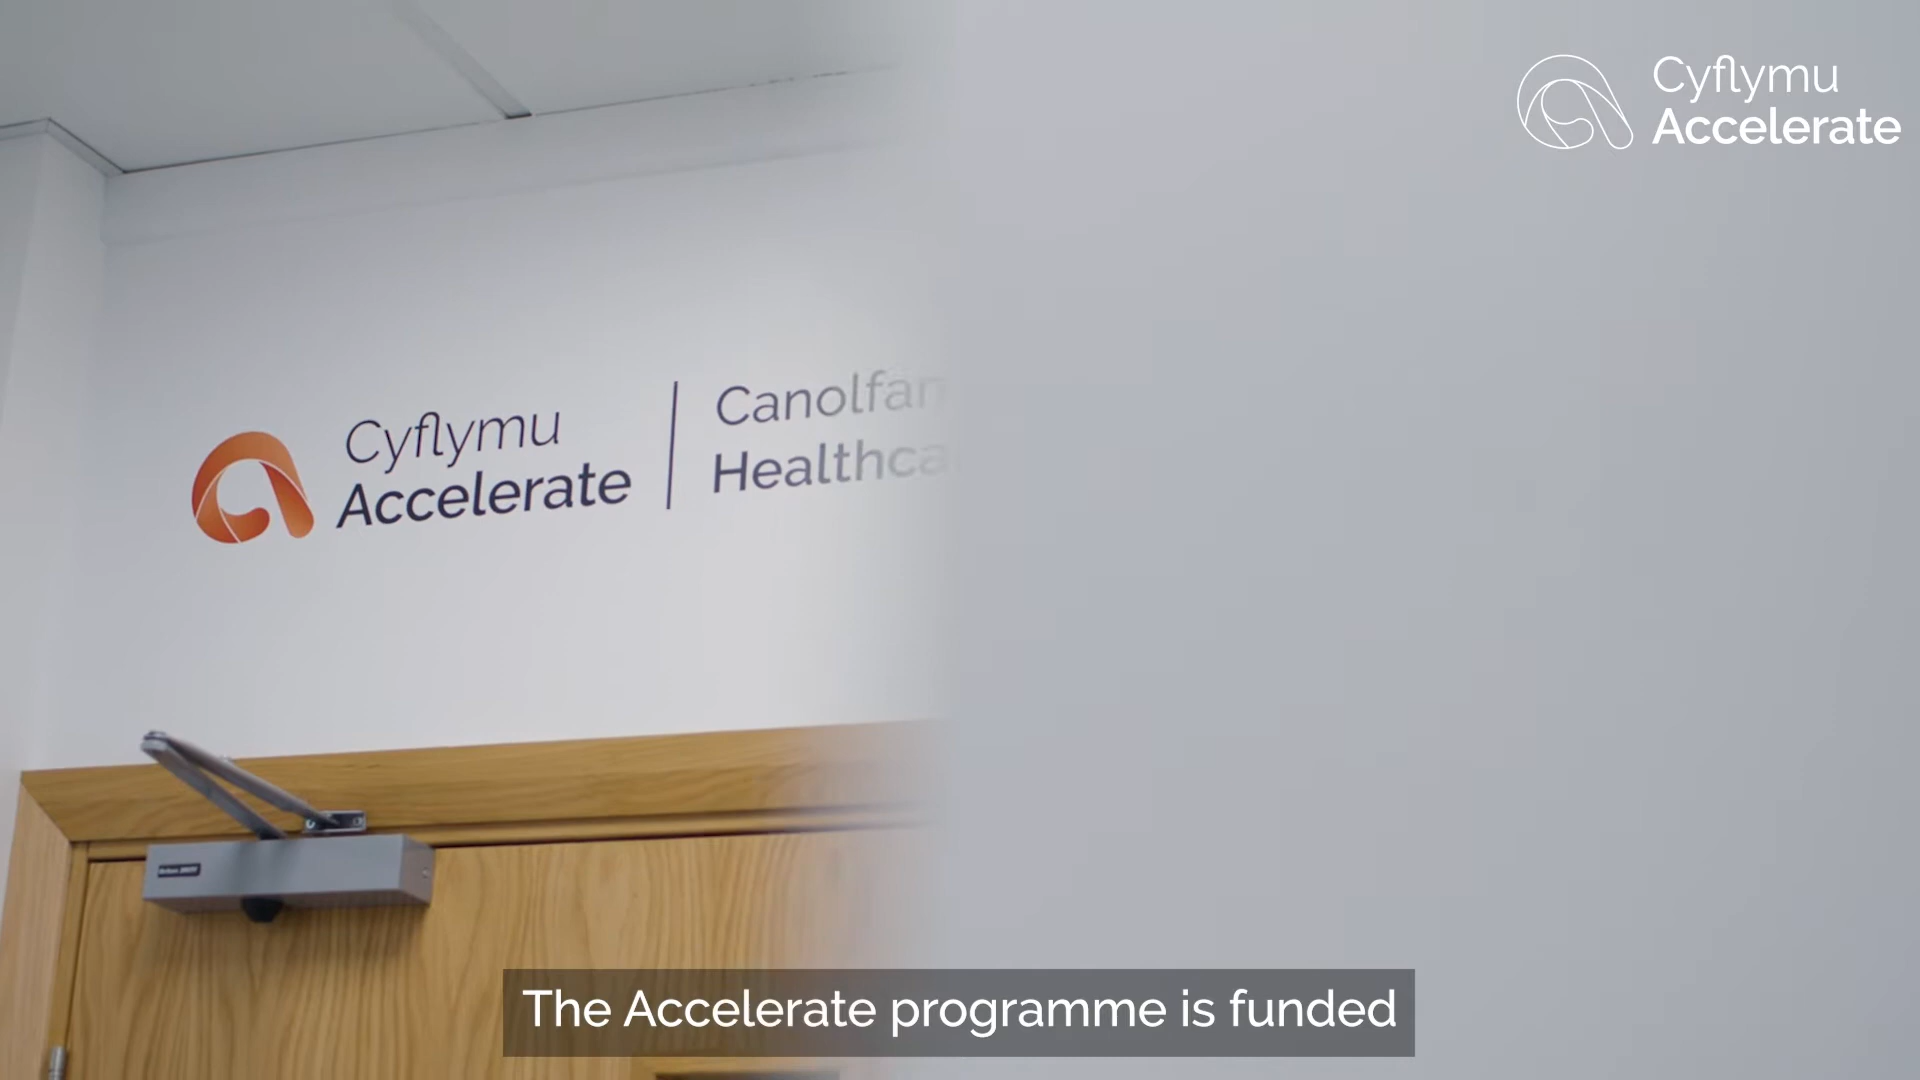 Cyflymu
Accelerate
Cyflymu
Accelerate
Canolfan
Healthca
The Accelerate programme is funded